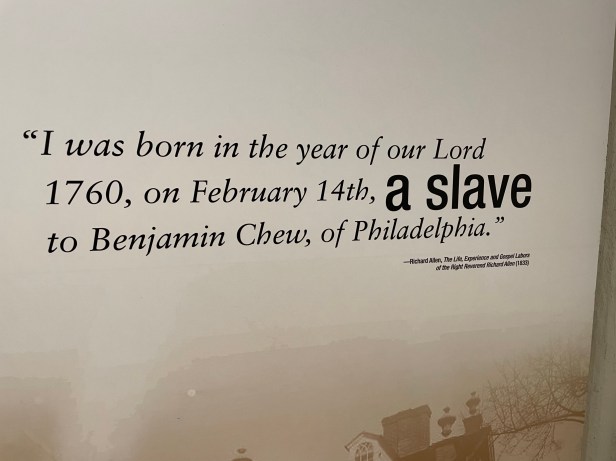 “I was born in the year of our Lord
1760, on February 14th, a slave
to Benjamin Chew, of Philadelphia.”
—Richard Allen, The Life, Experience and Gospel Labors
of the Right Reverend Richard Allen (1833)